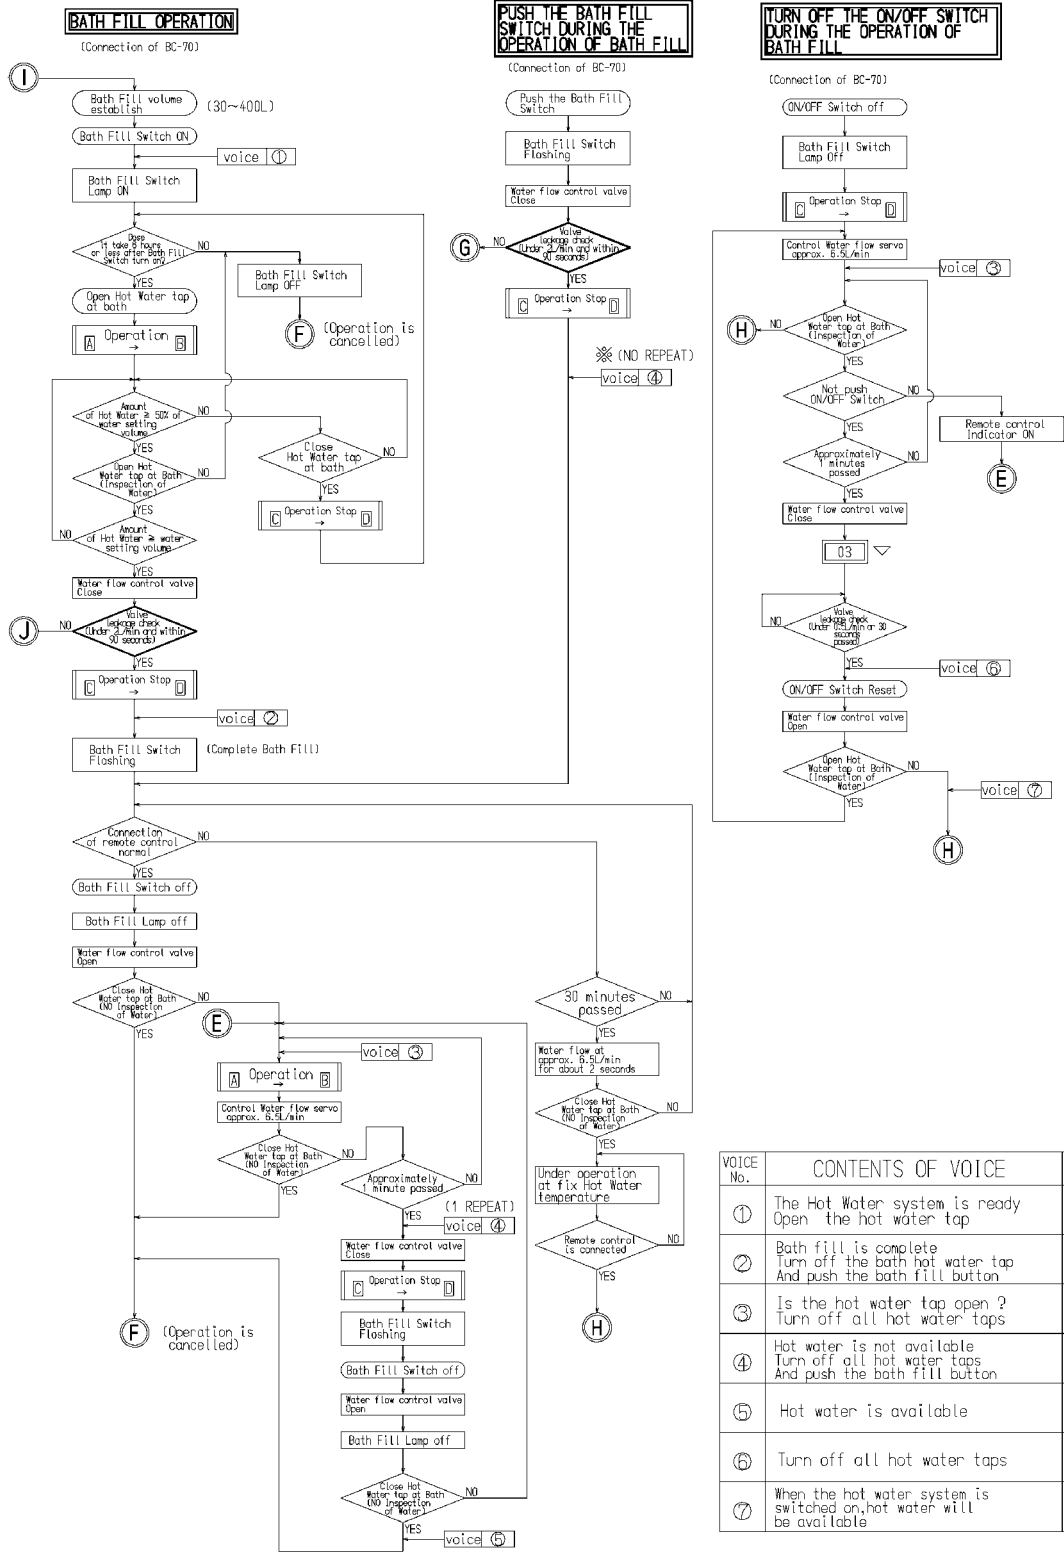 BATH FILL OPERATION
(Connection of BC-70)
I
Bath Fill volume
establish
(30~400L)
Bath Fill Switch ON
voice ①
Bath Fill Switch
Lamp ON
Dose
it take 6 hours
or less after Bath Fill
Switch turn on?
NO
YES
Bath Fill Switch
Lamp OFF
F
(Operation is
cancelled)
Open Hot Water tap
at bath
A Operation → B
Amount
of Hot Water ≧ 50% of
water setting
volume
NO
YES
Close
Hot Water tap
at bath
NO
YES
C Operation Stop → D
Open Hot
Water tap at Bath
(Inspection of
Water)
NO
YES
Amount
of Hot Water ≧ water
setting volume
NO
YES
Water flow control valve
Close
J
NO
Valve
leakage check
(Under 2L/min and within
90 seconds)
YES
C Operation Stop → D
voice ②
Bath Fill Switch
Flashing
(Complete Bath Fill)
Connection
of remote control
normal
NO
YES
Bath Fill Switch off
Bath Fill Lamp off
Water flow control valve
Open
Close Hot
Water tap at Bath
(NO Inspection
of Water)
NO
YES
E
voice ③
A Operation → B
Control Water flow servo
approx. 6.5L/min
Close Hot
Water tap at Bath
(NO Inspection
of Water)
NO
YES
Approximately
1 minute passed
NO
YES
(1 REPEAT)
voice ④
Water flow control valve
Close
C Operation Stop → D
Bath Fill Switch
Flashing
Bath Fill Switch off
Water flow control valve
Open
Bath Fill Lamp off
Close Hot
Water tap at Bath
(NO Inspection
of Water)
NO
YES
voice ⑤
F
(Operation is
cancelled)
30 minutes
passed
NO
YES
Water flow at
approx. 6.5L/min
for about 2 seconds
Close Hot
Water tap at Bath
(NO Inspection
of Water)
NO
YES
Under operation
at fix Hot Water
temperature
Remote control
is connected
NO
YES
H
PUSH THE BATH FILL
SWITCH DURING THE
OPERATION OF BATH FILL
(Connection of BC-70)
Push the Bath Fill
Switch
Bath Fill Switch
Flashing
Water flow control valve
Close
G
NO
Valve
leakage check
(Under 2L/min and within
90 seconds)
YES
C Operation Stop → D
※ (NO REPEAT)
voice ④
TURN OFF THE ON/OFF SWITCH
DURING THE OPERATION OF
BATH FILL
(Connection of BC-70)
ON/OFF Switch off
Bath Fill Switch
Lamp Off
C Operation Stop → D
Control Water flow servo
approx. 6.5L/min
voice ③
H
NO
Open Hot
Water tap at Bath
(Inspection of
Water)
YES
Not push
ON/OFF Switch
NO
YES
Remote control
Indicator ON
E
Approximately
1 minutes
passed
NO
YES
Water flow control valve
Close
03 ▽
Valve
leakage check
(Under 0.5L/min or 30
seconds
passed)
NO
YES
voice ⑥
ON/OFF Switch Reset
Water flow control valve
Open
Open Hot
Water tap at Bath
(Inspection of
Water)
NO
YES
voice ⑦
H
VOICE No. CONTENTS OF VOICE
① The Hot Water system is ready
Open the hot water tap
② Bath fill is complete
Turn off the bath hot water tap
And push the bath fill button
③ Is the hot water tap open ?
Turn off all hot water taps
④ Hot water is not available
Turn off all hot water taps
And push the bath fill button
⑤ Hot water is available
⑥ Turn off all hot water taps
⑦ When the hot water system is
switched on,hot water will
be available